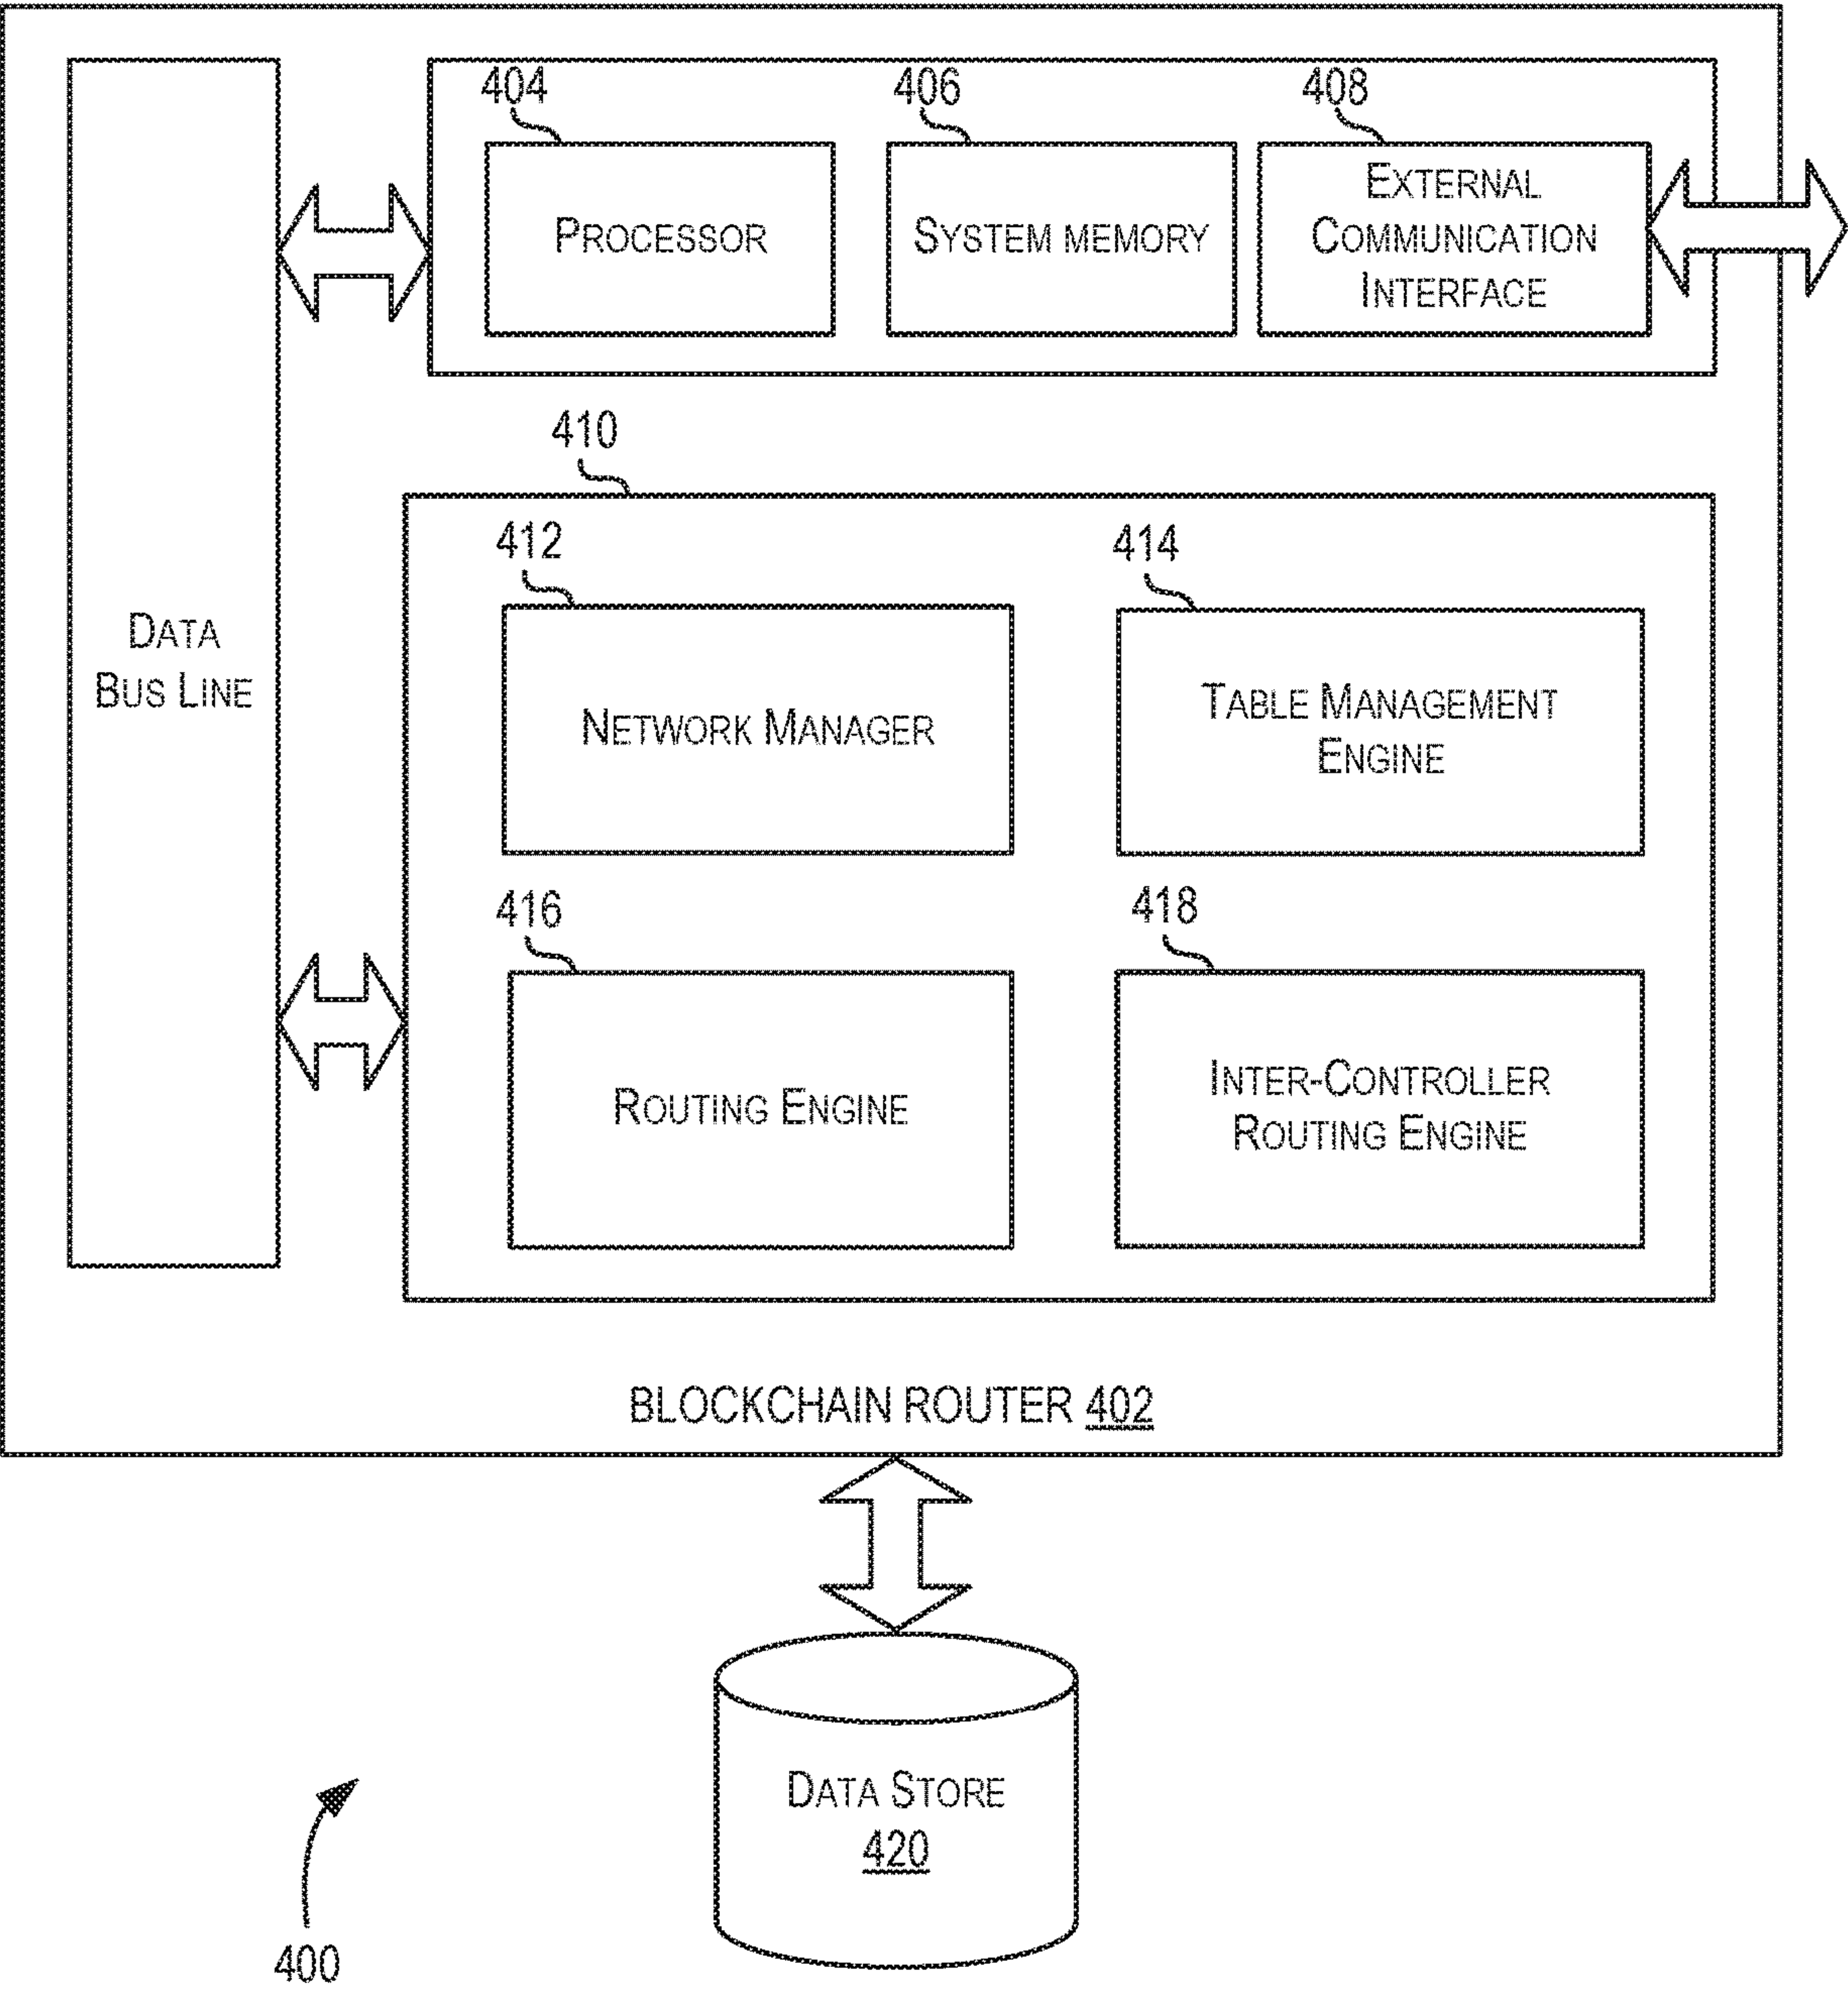 404
406
408
PROCESSOR
SYSTEM MEMORY
EXTERNAL
COMMUNICATION
INTERFACE
410
412
414
DATA
BUS LINE
NETWORK MANAGER
TABLE MANAGEMENT
ENGINE
416
418
ROUTING ENGINE
INTER-CONTROLLER
ROUTING ENGINE
BLOCKCHAIN ROUTER 402
DATA STORE
420
400